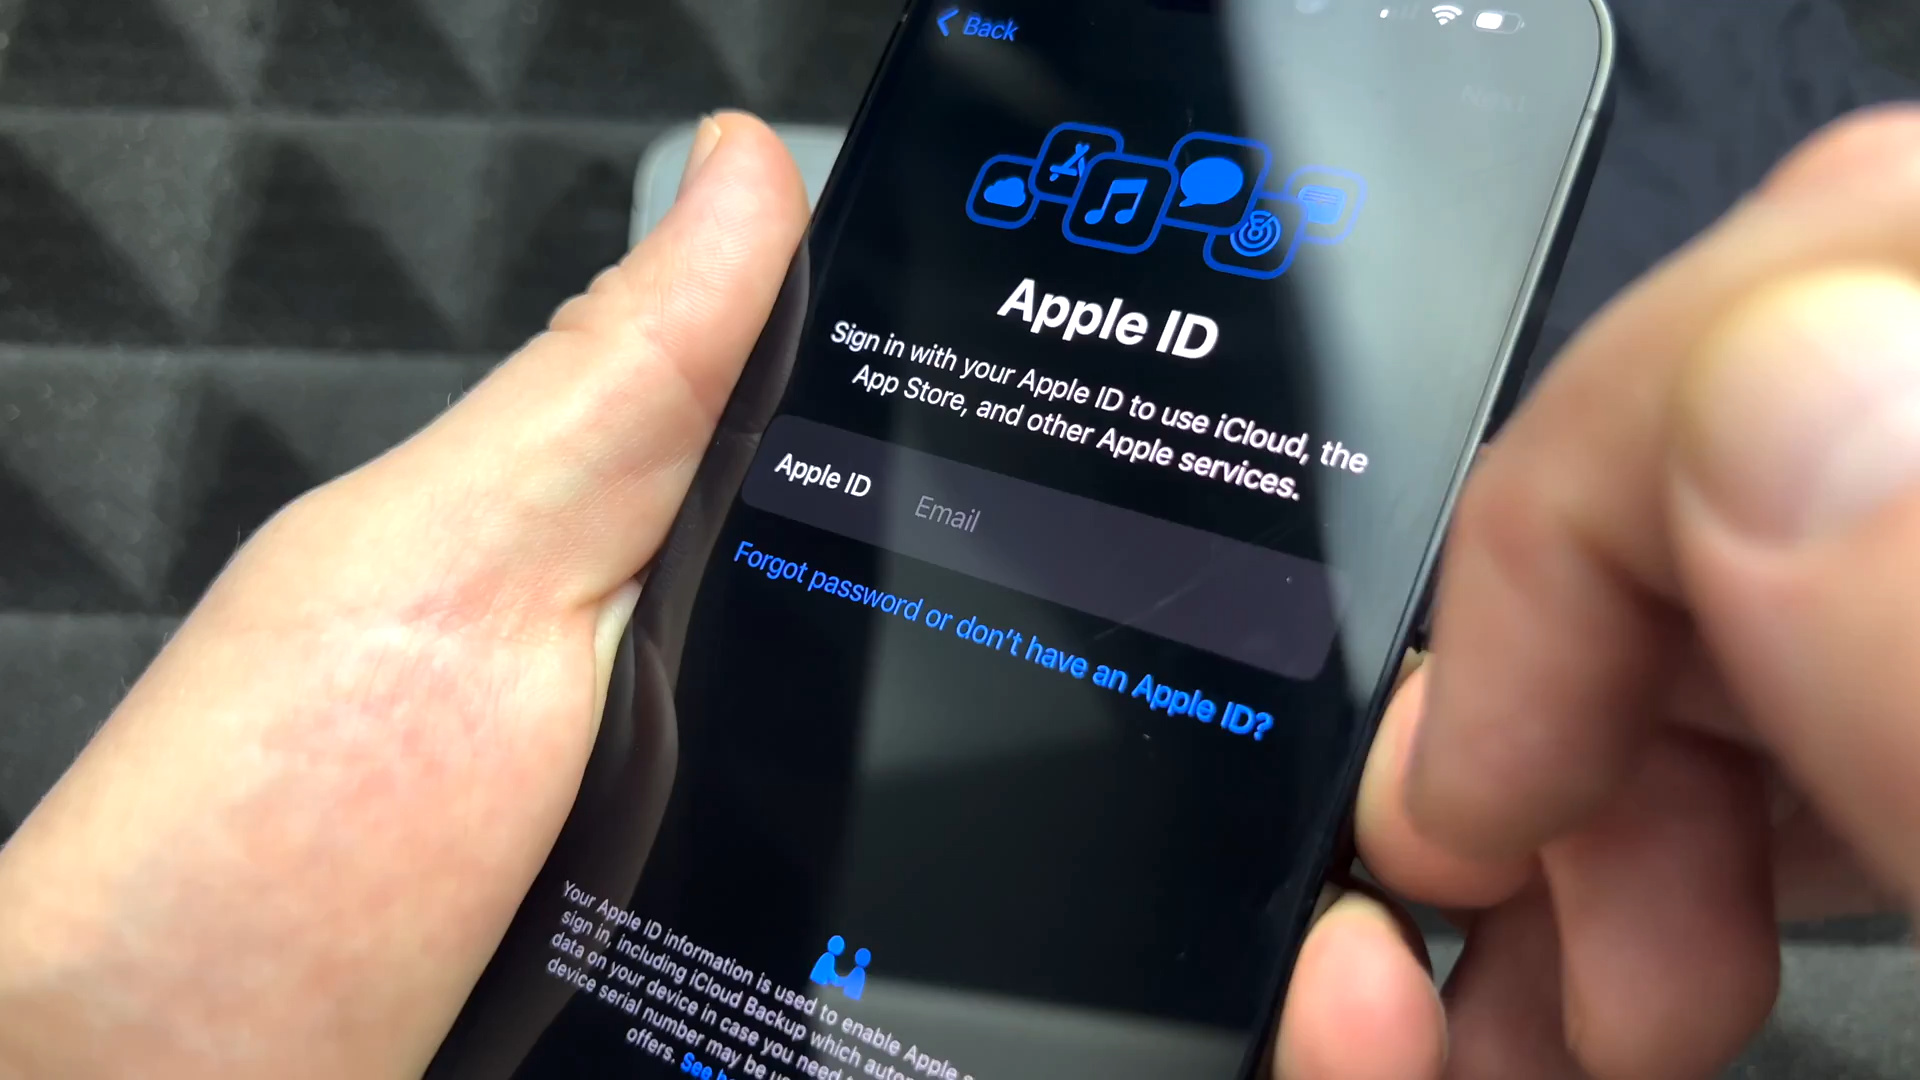 Back
Next
Apple ID
Sign in with your Apple ID to use iCloud, the
App Store, and other Apple services.
Apple ID Email
Forgot password or don't have an Apple ID?
Your Apple ID information is used to enable Apple
sign in, including iCloud Backup which
data on your device in case you need
device serial number may be
offers. See